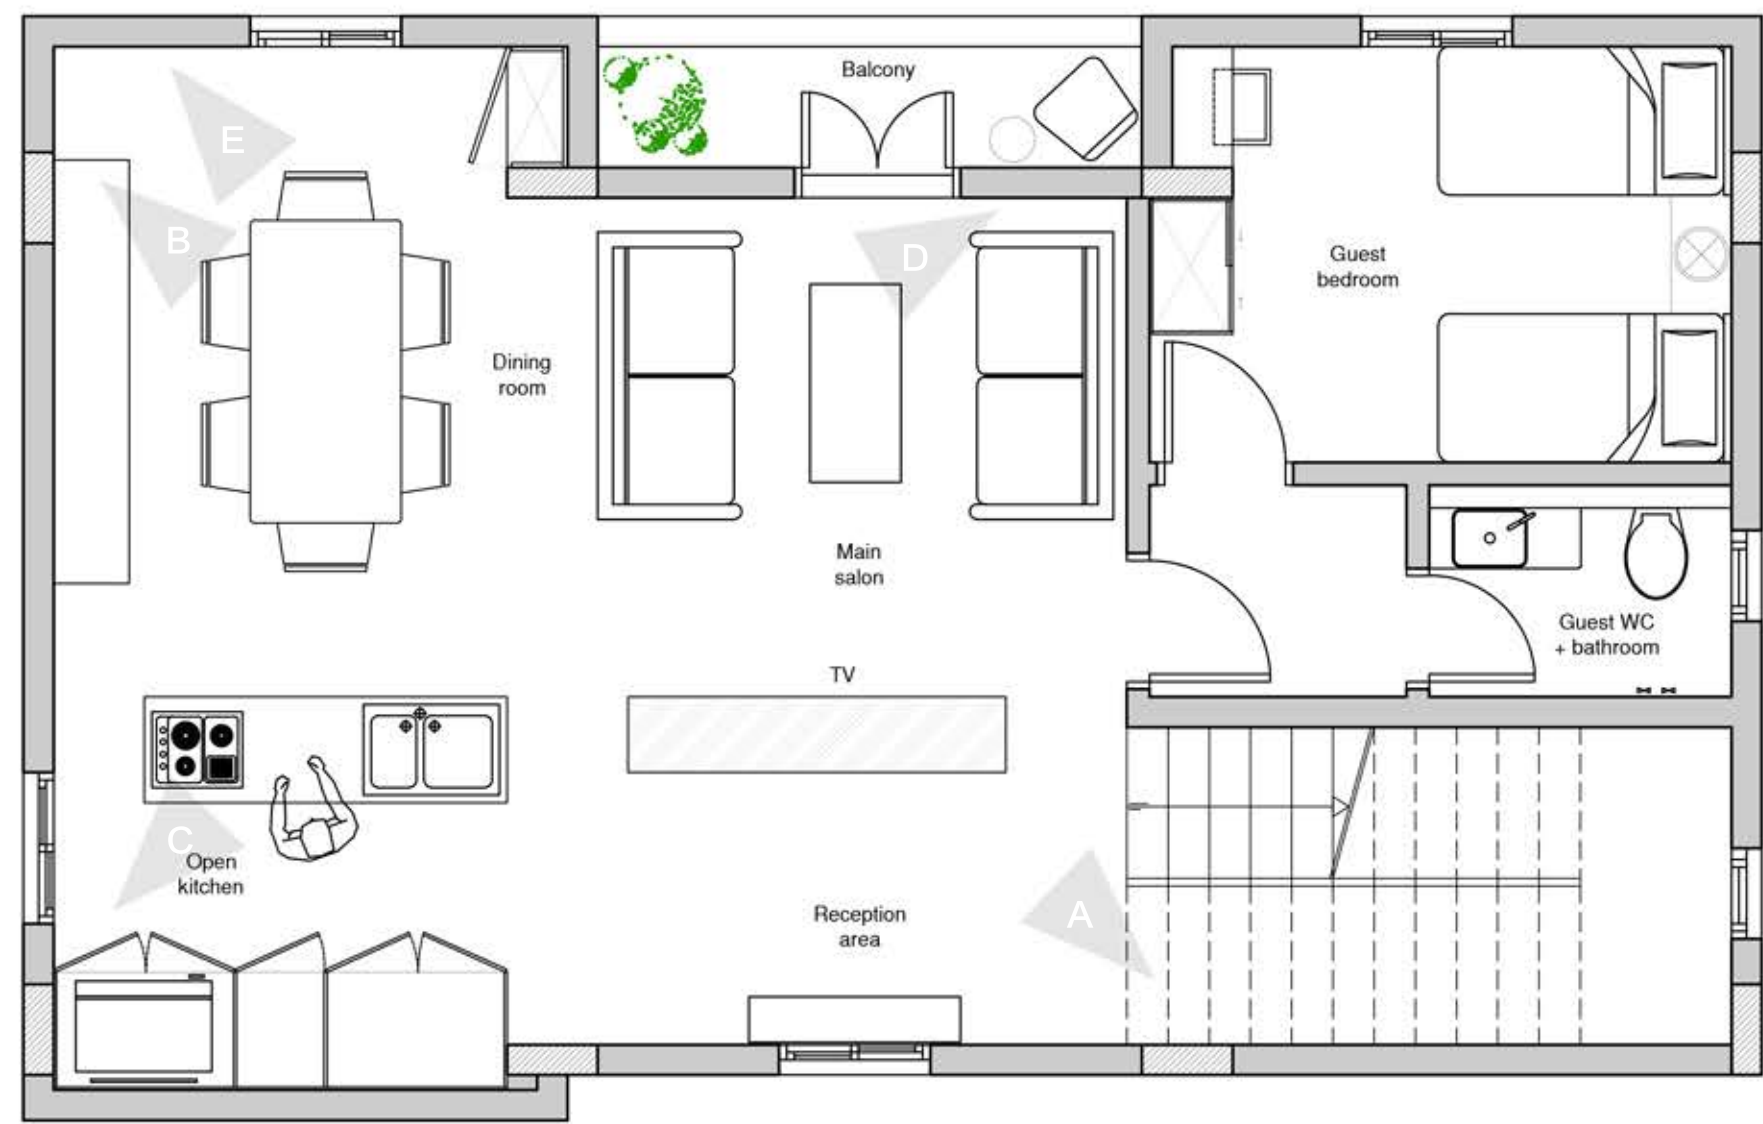 Balcony
E
B
D
Guest
bedroom
Dining
room
Main
salon
Guest WC
+ bathroom
TV
C
Open
kitchen
Reception
area
A